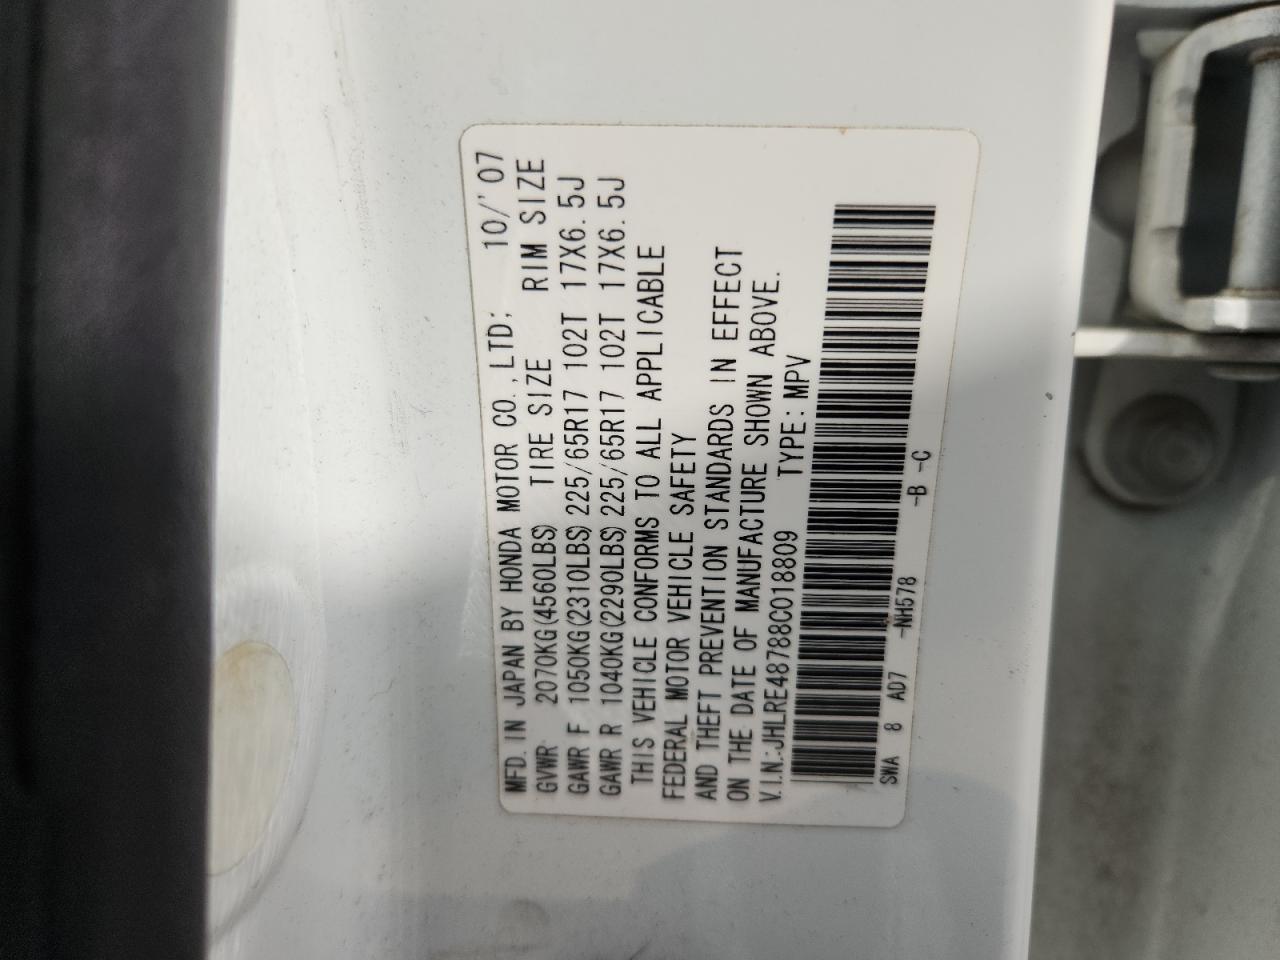 MFD. IN JAPAN BY HONDA MOTOR CO., LTD; 10/'07
GVWR 2070KG(4560LBS) TIRE SIZE RIM SIZE
GAWR F 1050KG(2310LBS) 225/65R17 102T 17X6.5J
GAWR R 1040KG(2290LBS) 225/65R17 102T 17X6.5J
THIS VEHICLE CONFORMS TO ALL APPLICABLE
FEDERAL MOTOR VEHICLE SAFETY
AND THEFT PREVENTION STANDARDS IN EFFECT
ON THE DATE OF MANUFACTURE SHOWN ABOVE.
V.I.N.:JHLRE48788C018809 TYPE: MPV
SWA 8 AD7 -NH578 -B -C